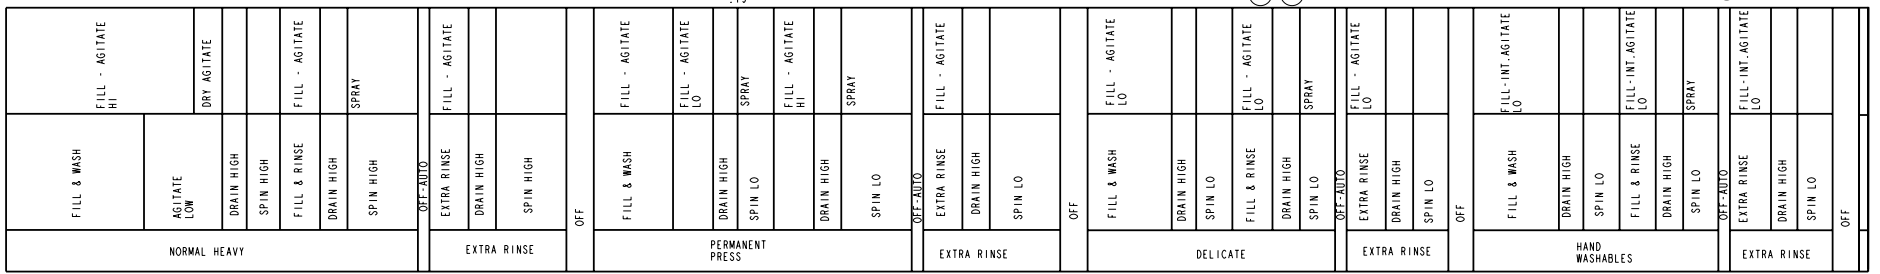 FILL - AGITATE
HI
DRY AGITATE
FILL - AGITATE
SPRAY
FILL - AGITATE
FILL - AGITATE
FILL - AGITATE
LO
SPRAY
FILL - AGITATE
HI
SPRAY
FILL - AGITATE
FILL - AGITATE
LO
FILL - AGITATE
LO
SPRAY
FILL - AGITATE
LO
FILL-INT.AGITATE
LO
FILL-INT.AGITATE
LO
SPRAY
FILL-INT.AGITATE
LO
FILL & WASH
AGITATE
LOW
DRAIN HIGH
SPIN HIGH
FILL & RINSE
DRAIN HIGH
SPIN HIGH
OFF-AUTO
EXTRA RINSE
DRAIN HIGH
SPIN HIGH
OFF
FILL & WASH
DRAIN HIGH
SPIN LO
DRAIN HIGH
SPIN LO
OFF-AUTO
EXTRA RINSE
DRAIN HIGH
SPIN LO
OFF
FILL & WASH
DRAIN HIGH
SPIN LO
FILL & RINSE
DRAIN HIGH
SPIN LO
OFF-AUTO
EXTRA RINSE
DRAIN HIGH
SPIN LO
OFF
FILL & WASH
DRAIN HIGH
SPIN LO
FILL & RINSE
DRAIN HIGH
SPIN LO
OFF-AUTO
EXTRA RINSE
DRAIN HIGH
SPIN LO
OFF
NORMAL HEAVY
EXTRA RINSE
PERMANENT
PRESS
EXTRA RINSE
DELICATE
EXTRA RINSE
HAND
WASHABLES
EXTRA RINSE